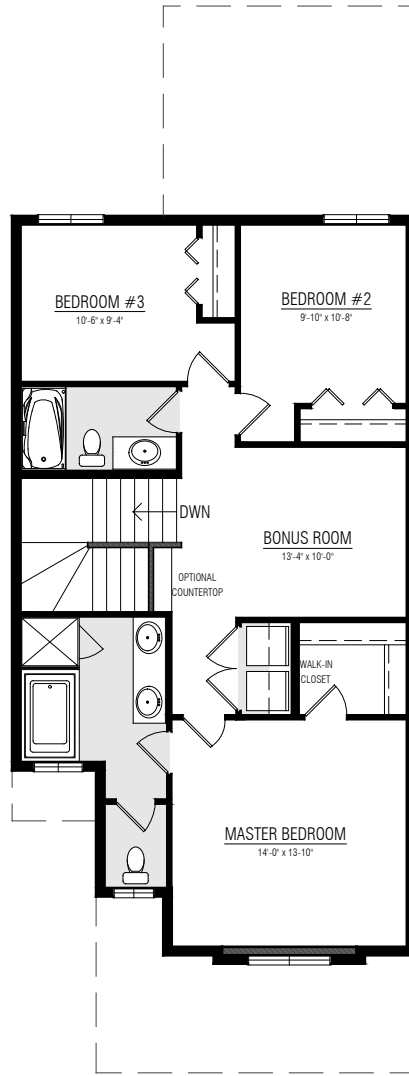 BEDROOM #3
10'-6" x 9'-4"
BEDROOM #2
9'-10" x 10'-8"
DWN
BONUS ROOM
13'-4" x 10'-0"
OPTIONAL
COUNTERTOP
WALK-IN
CLOSET
MASTER BEDROOM
14'-0" x 13'-10"